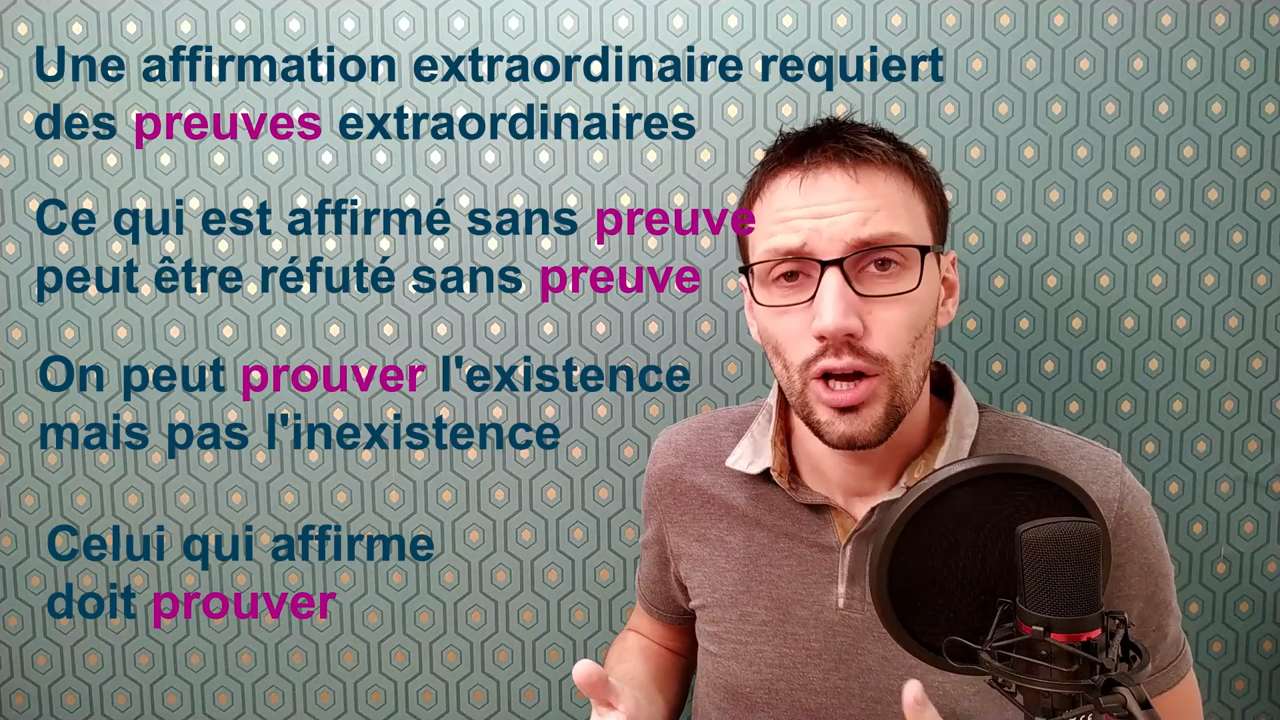 Une affirmation extraordinaire requiert
des preuves extraordinaires
Ce qui est affirmé sans preuve
peut être réfuté sans preuve
On peut prouver l'existence
mais pas l'inexistence
Celui qui affirme
doit prouver